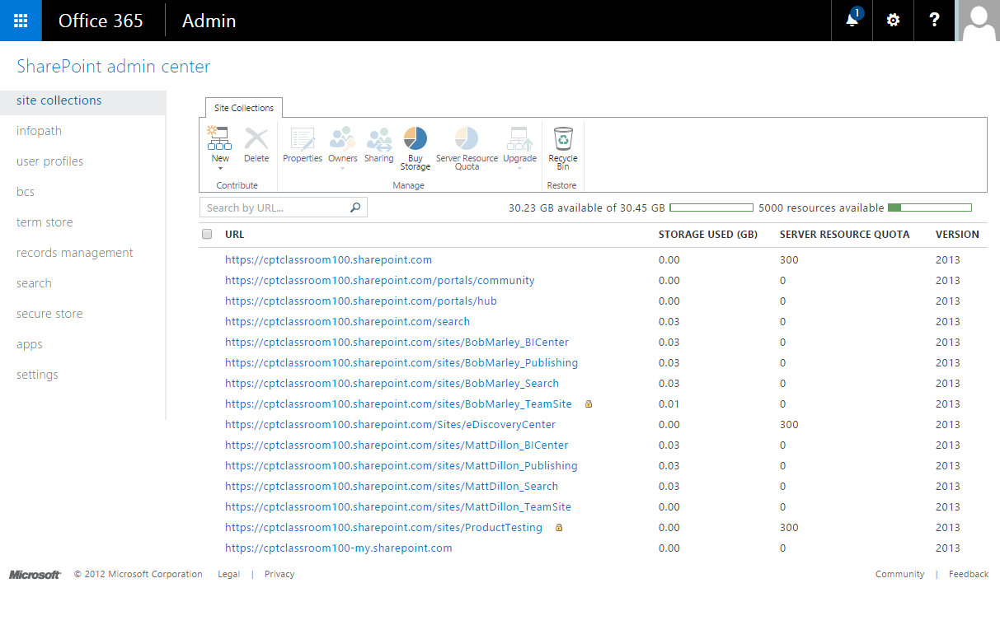 Office 365 Admin 1 ?
SharePoint admin center
site collections
infopath
user profiles
bcs
term store
records management
search
secure store
apps
settings
Site Collections
New Delete Properties Owners Sharing Buy Storage Server Resource Quota Upgrade Recycle Bin
Contribute Manage Restore
Search by URL... 30.23 GB available of 30.45 GB 5000 resources available
URL STORAGE USED (GB) SERVER RESOURCE QUOTA VERSION
https://cptclassroom100.sharepoint.com 0.00 300 2013
https://cptclassroom100.sharepoint.com/portals/community 0.00 0 2013
https://cptclassroom100.sharepoint.com/portals/hub 0.00 0 2013
https://cptclassroom100.sharepoint.com/search 0.03 0 2013
https://cptclassroom100.sharepoint.com/sites/BobMarley_BICenter 0.03 0 2013
https://cptclassroom100.sharepoint.com/sites/BobMarley_Publishing 0.03 0 2013
https://cptclassroom100.sharepoint.com/sites/BobMarley_Search 0.03 0 2013
https://cptclassroom100.sharepoint.com/sites/BobMarley_TeamSite 0.01 0 2013
https://cptclassroom100.sharepoint.com/Sites/eDiscoveryCenter 0.00 300 2013
https://cptclassroom100.sharepoint.com/sites/MattDillon_BICenter 0.03 0 2013
https://cptclassroom100.sharepoint.com/sites/MattDillon_Publishing 0.03 0 2013
https://cptclassroom100.sharepoint.com/sites/MattDillon_Search 0.03 0 2013
https://cptclassroom100.sharepoint.com/sites/MattDillon_TeamSite 0.00 0 2013
https://cptclassroom100.sharepoint.com/sites/ProductTesting 0.00 300 2013
https://cptclassroom100-my.sharepoint.com 0.00 0 2013
Microsoft © 2012 Microsoft Corporation Legal | Privacy Community | Feedback